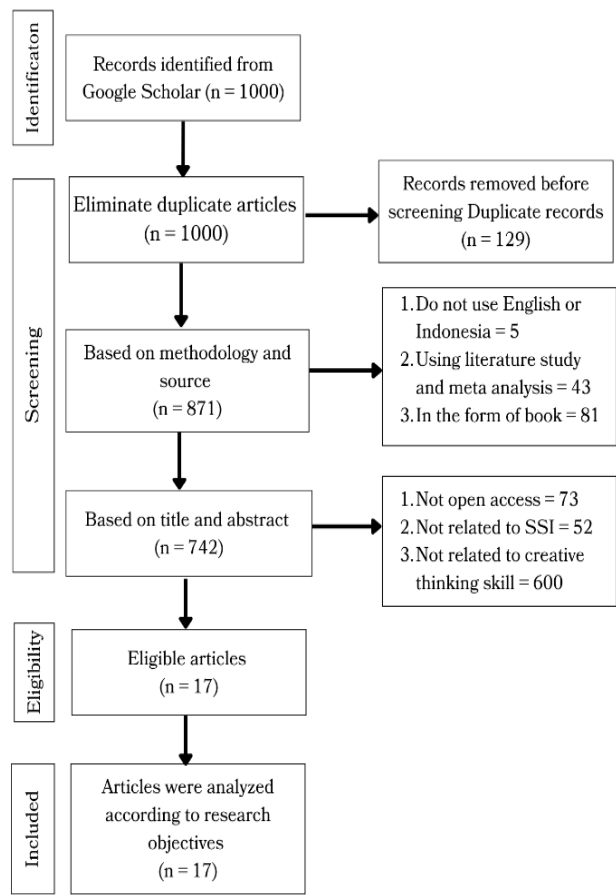 Identificaton
Records identified from
Google Scholar (n = 1000)
Screening
Eliminate duplicate articles
(n = 1000)
Records removed before
screening Duplicate records
(n = 129)
Based on methodology and
source
(n = 871)
1. Do not use English or
Indonesia = 5
2. Using literature study
and meta analysis = 43
3. In the form of book = 81
Based on title and abstract
(n = 742)
1. Not open access = 73
2. Not related to SSI = 52
3. Not related to creative
thinking skill = 600
Eligibility
Eligible articles
(n = 17)
Included
Articles were analyzed
according to research
objectives
(n = 17)